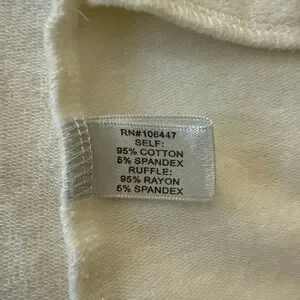 RN#106447
SELF:
95% COTTON
5% SPANDEX
RUFFLE:
95% RAYON
5% SPANDEX